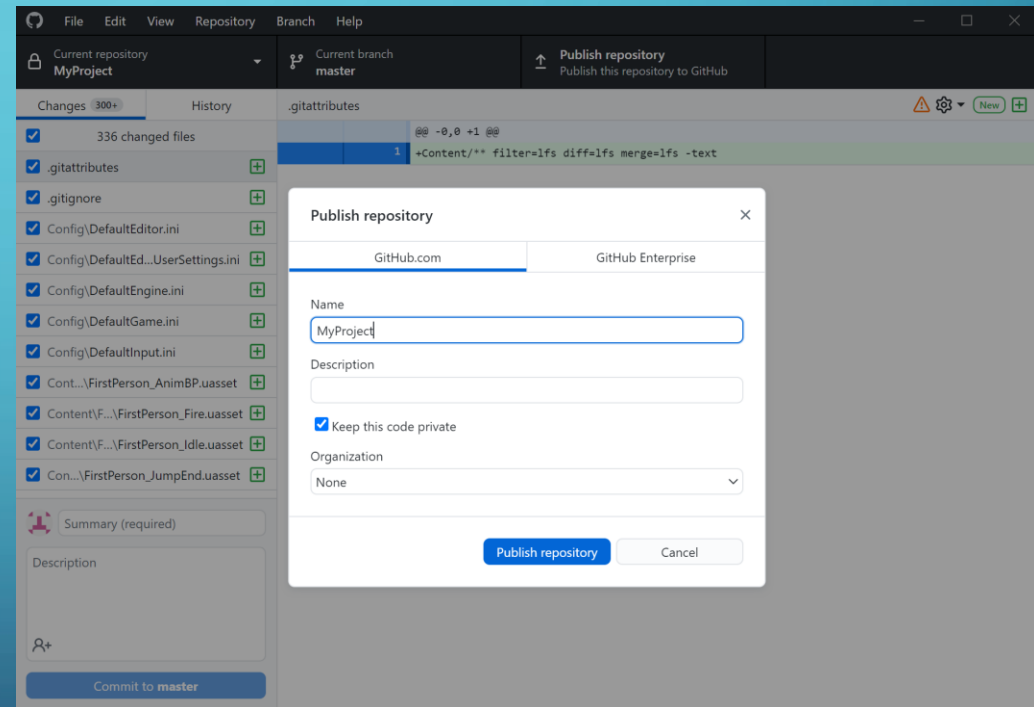 File Edit View Repository Branch Help
Current repository
MyProject
Current branch
master
Publish repository
Publish this repository to GitHub
Changes 300+ History
.gitattributes
New
336 changed files
@@ -0,0 +1 @@
1 +Content/** filter=lfs diff=lfs merge=lfs -text
.gitattributes
.gitignore
Config\DefaultEditor.ini
Config\DefaultEd...UserSettings.ini
Config\DefaultEngine.ini
Config\DefaultGame.ini
Config\DefaultInput.ini
Cont...\FirstPerson_AnimBP.uasset
Content\F...\FirstPerson_Fire.uasset
Content\F...\FirstPerson_Idle.uasset
Con...\FirstPerson_JumpEnd.uasset
Summary (required)
Description
Commit to master
Publish repository
GitHub.com GitHub Enterprise
Name
MyProject
Description
Keep this code private
Organization
None
Publish repository Cancel